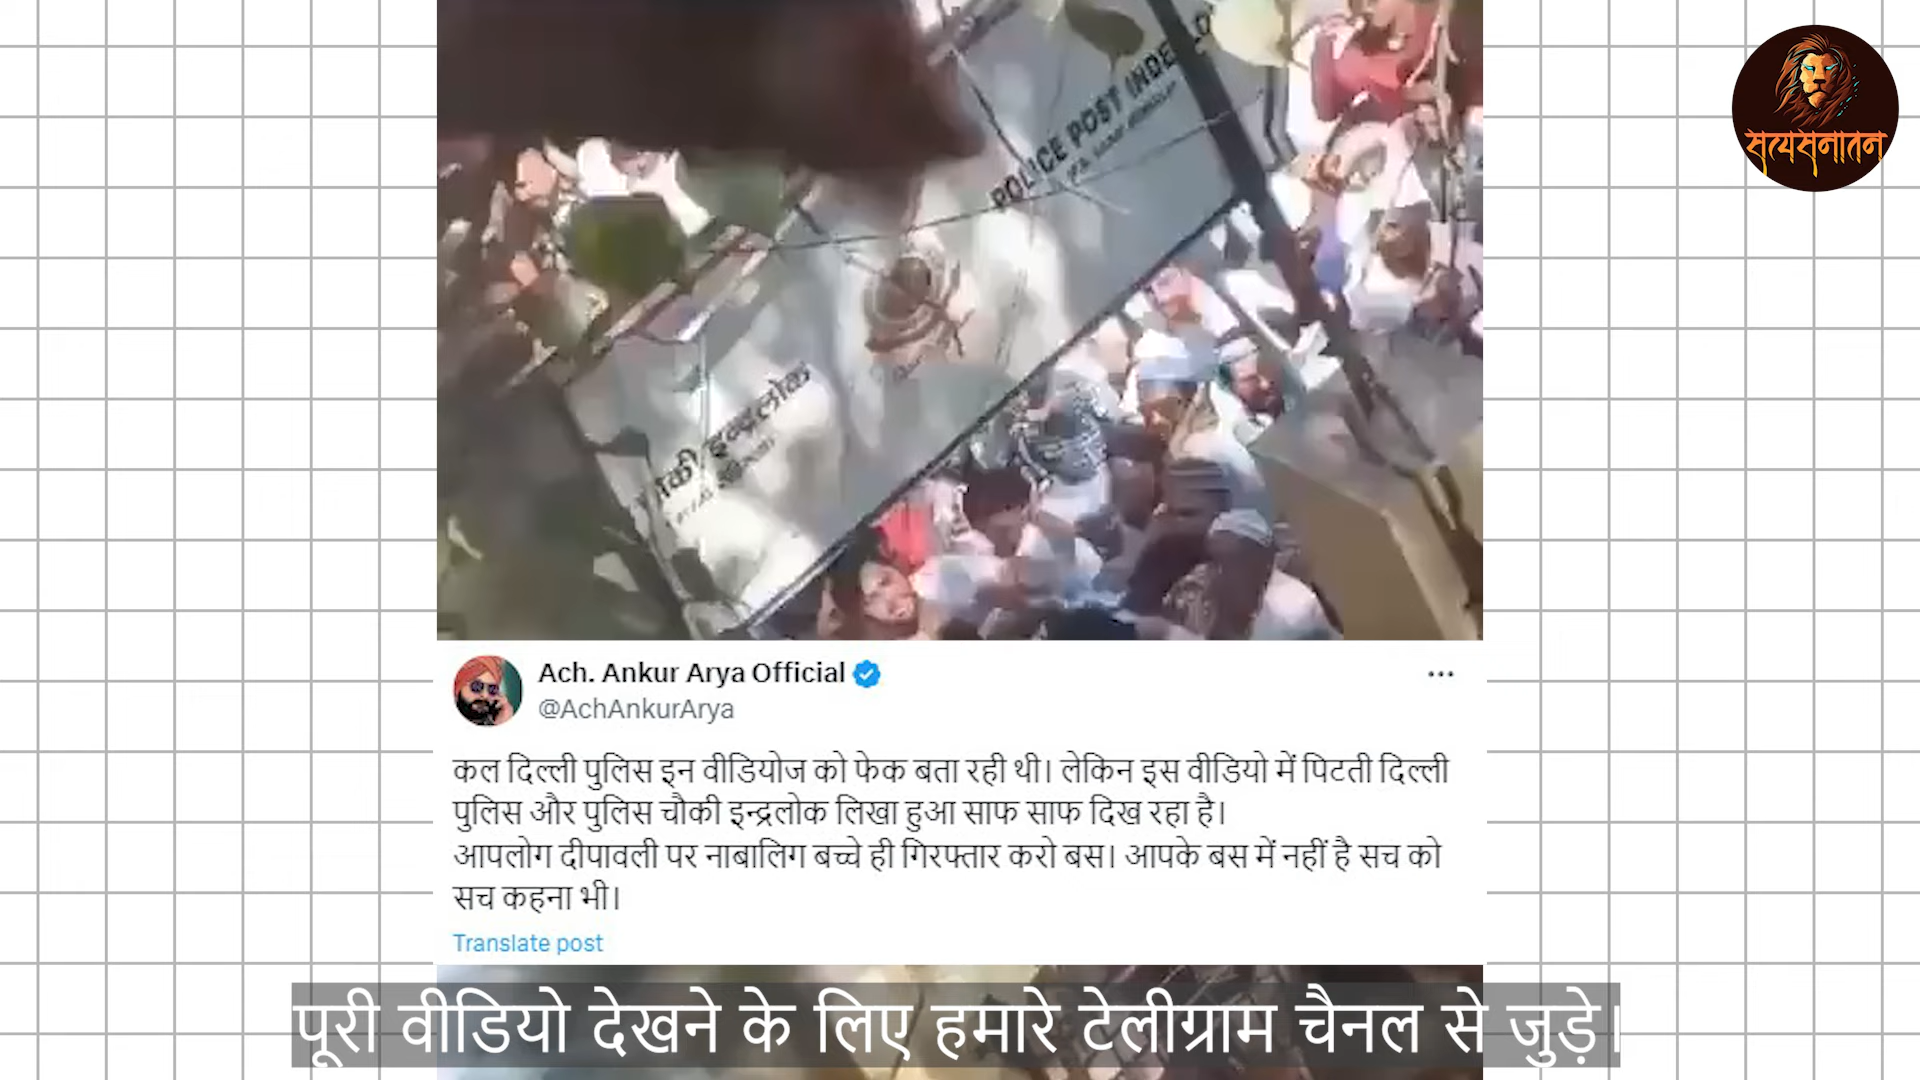 POLICE POST INDE
की इन्द्रलोक
सत्यसनातन
Ach. Ankur Arya Official
@AchAnkurArya
कल दिल्ली पुलिस इन वीडियोज को फेक बता रही थी। लेकिन इस वीडियो में पिटती दिल्ली
पुलिस और पुलिस चौकी इन्द्रलोक लिखा हुआ साफ साफ दिख रहा है।
आपलोग दीपावली पर नाबालिग बच्चे ही गिरफ्तार करो बस। आपके बस में नहीं है सच को
सच कहना भी।
Translate post
पूरी वीडियो देखने के लिए हमारे टेलीग्राम चैनल से जुड़े।